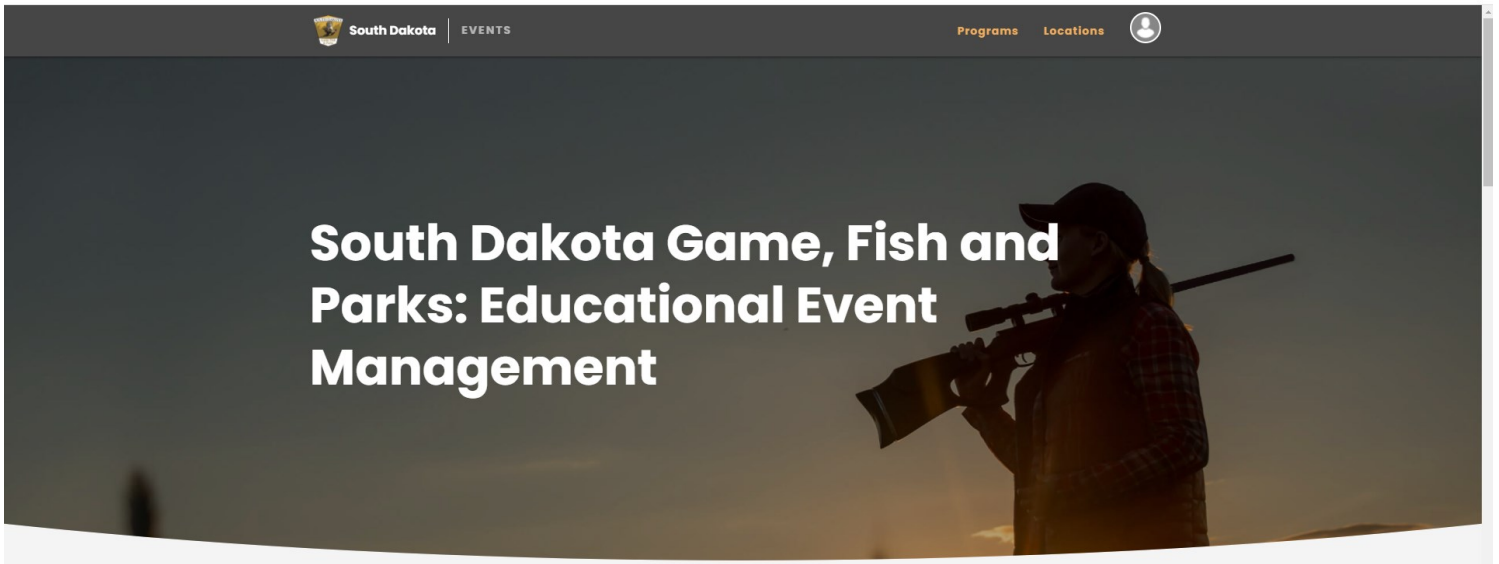 South Dakota EVENTS Programs Locations
South Dakota Game, Fish and
Parks: Educational Event
Management